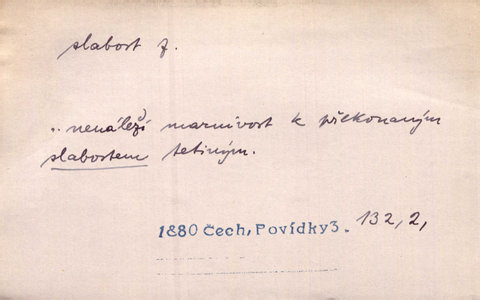 slabost f.
„nenáleží marnivost k překonaným
slabostem tetiným.
1880 Čech, Povídky 3. 132, 2,